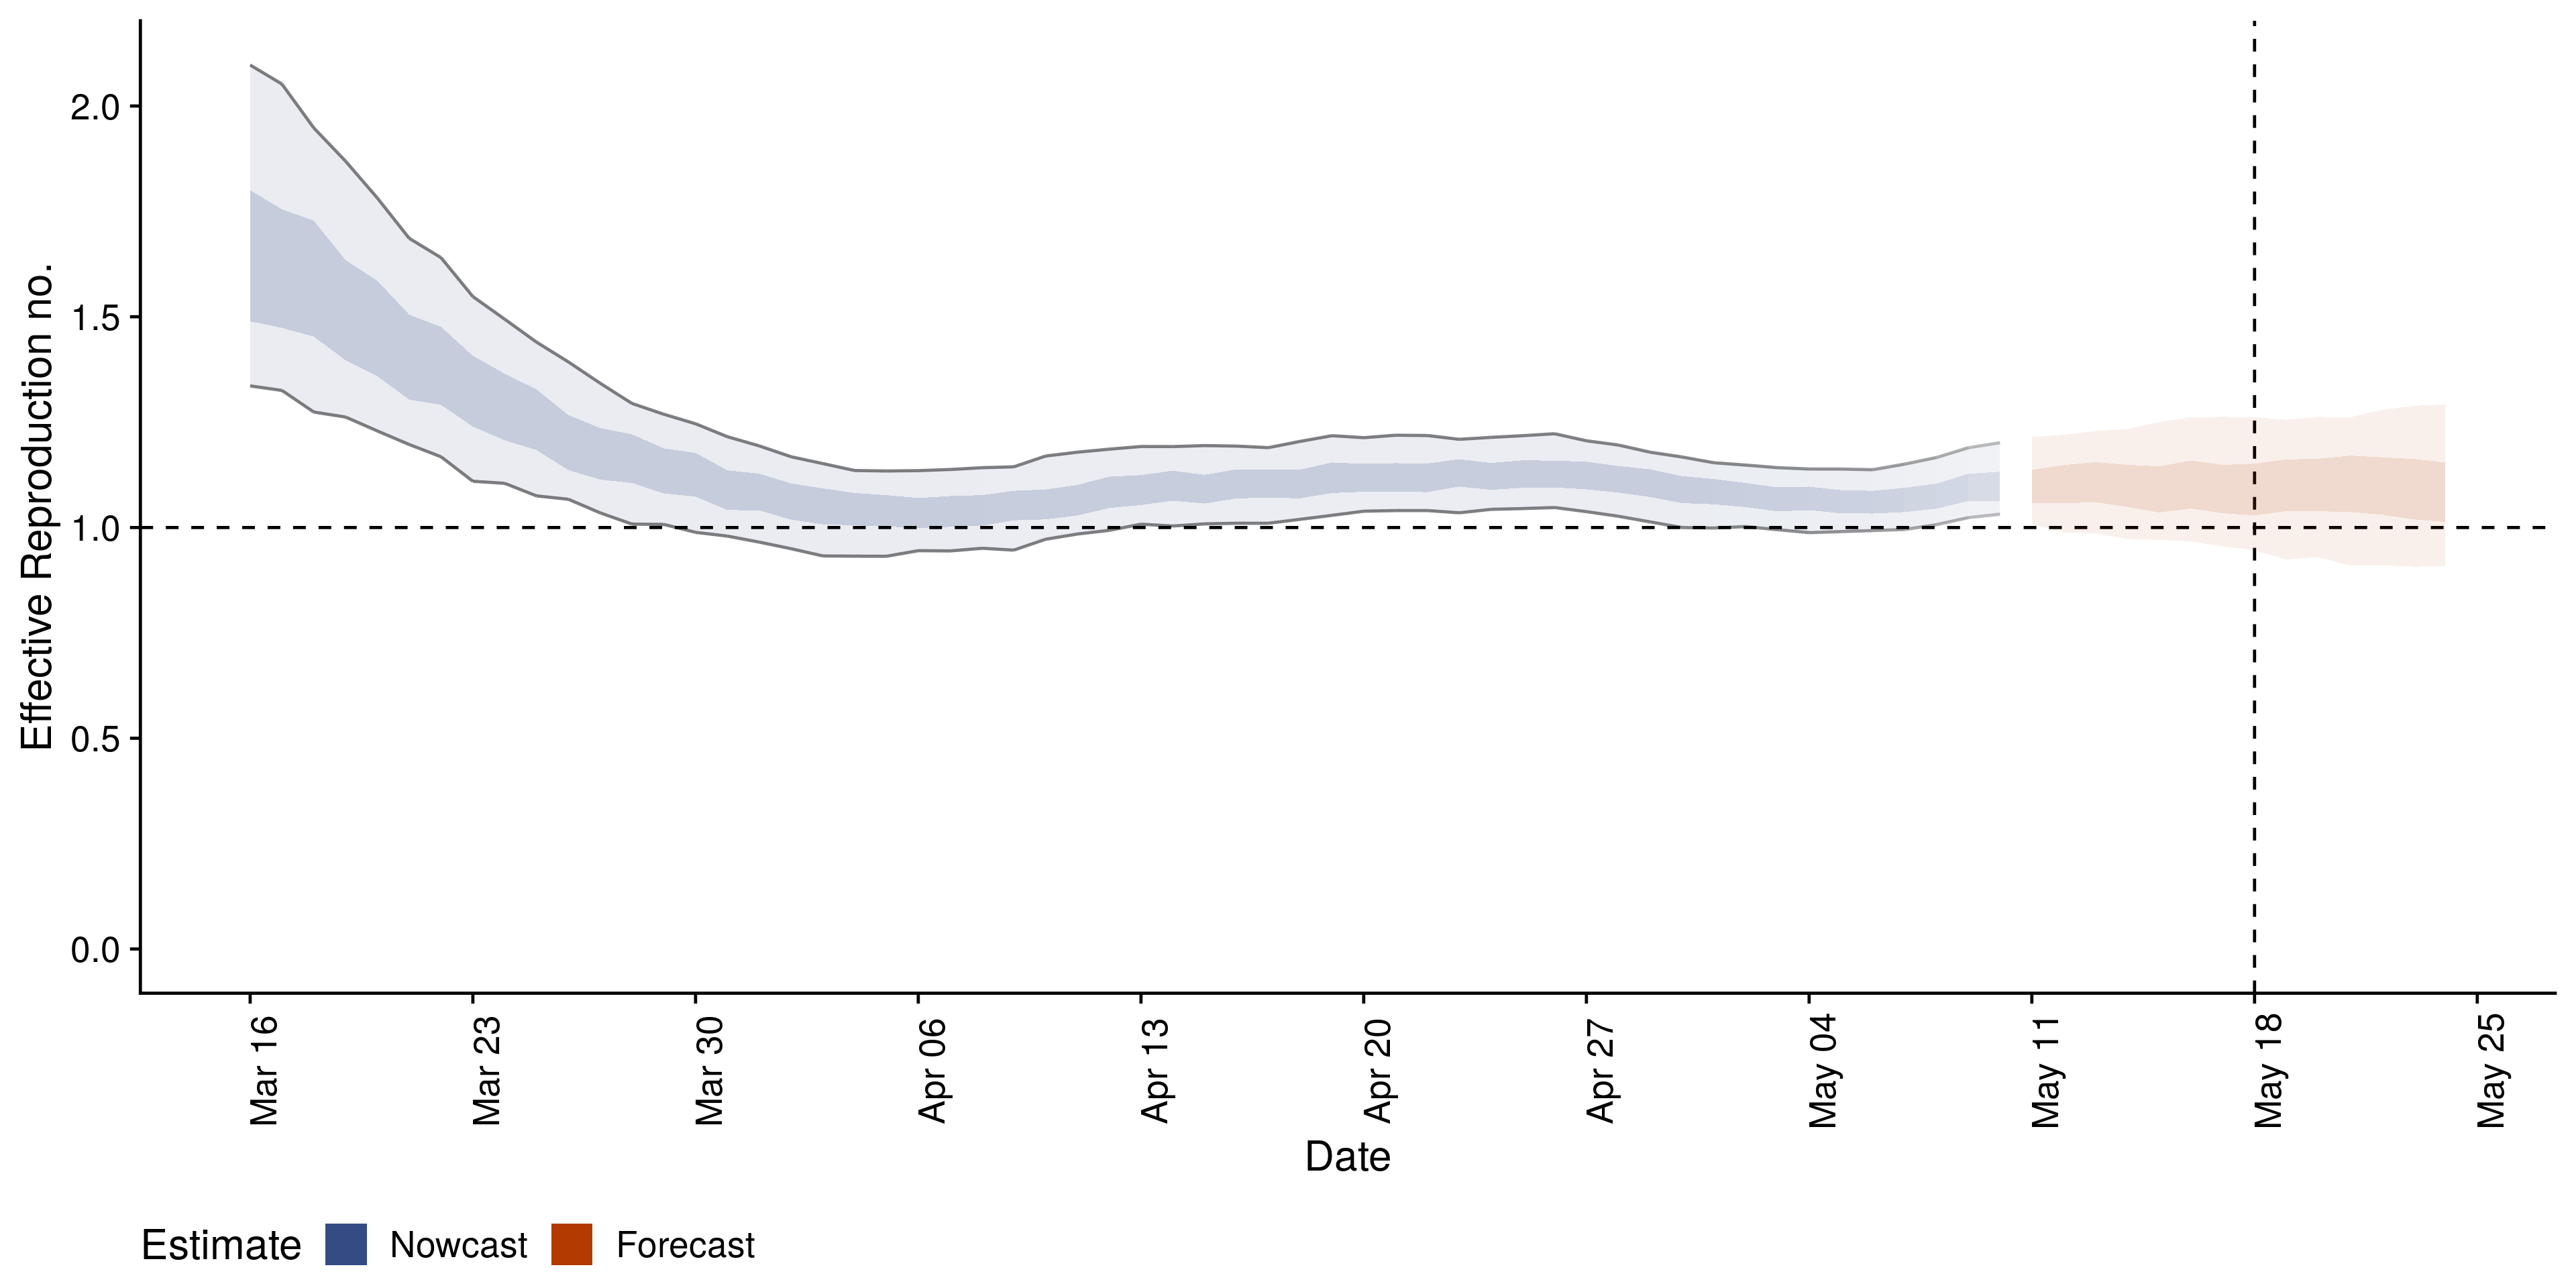 Effective Reproduction no.
2.0
1.5
1.0
0.5
0.0
Mar 16
Mar 23
Mar 30
Apr 06
Apr 13
Apr 20
Apr 27
May 04
May 11
May 18
May 25
Date
Estimate Nowcast Forecast